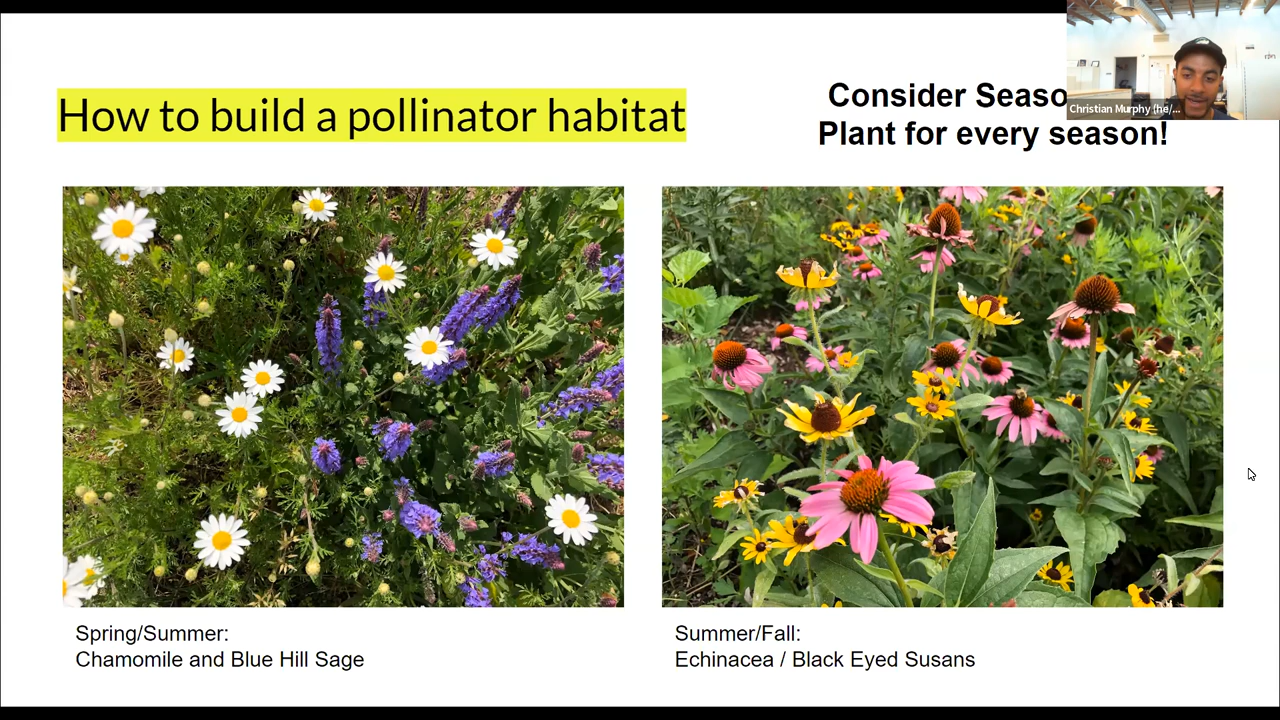 How to build a pollinator habitat
Consider Seaso
Plant for every season!
Christian Murphy (he/...
Spring/Summer:
Chamomile and Blue Hill Sage
Summer/Fall:
Echinacea / Black Eyed Susans